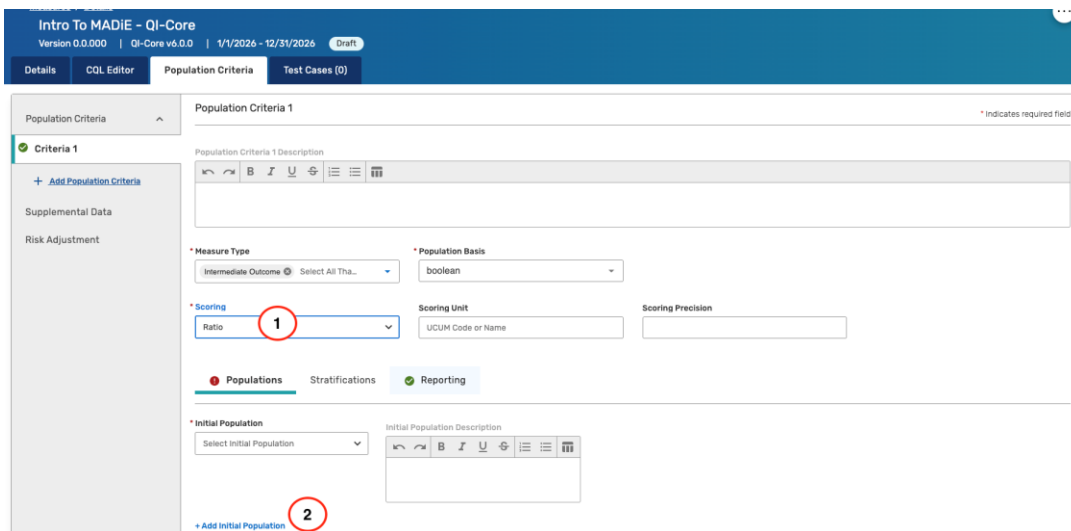 Intro To MADiE - QI-Core
Version 0.0.000 | QI-Core v6.0.0 | 1/1/2026 - 12/31/2026 Draft
Details CQL Editor Population Criteria Test Cases (0)
Population Criteria
Population Criteria 1
* Indicates required field
Criteria 1
Population Criteria 1 Description
B I U S
+ Add Population Criteria
Supplemental Data
Risk Adjustment
* Measure Type * Population Basis
Intermediate Outcome Select All Tha... boolean
* Scoring Scoring Unit Scoring Precision
Ratio 1 UCUM Code or Name
Populations Stratifications Reporting
* Initial Population Initial Population Description
Select Initial Population B I U S
+ Add Initial Population 2